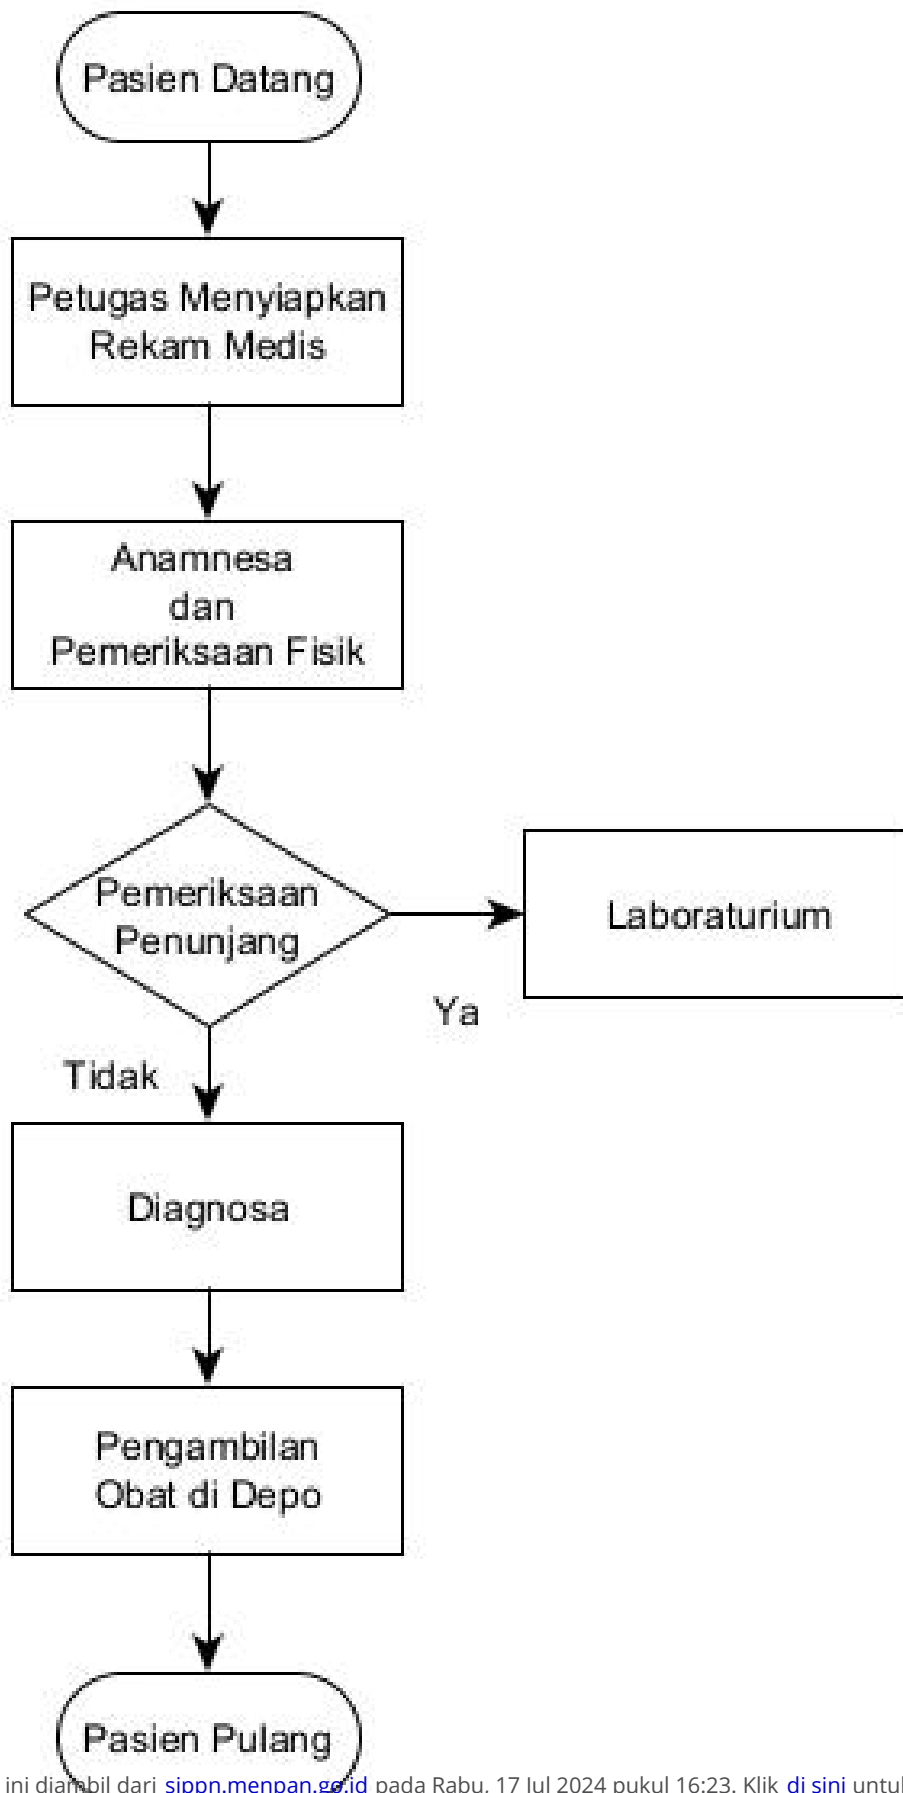 Pasien Datang
Petugas Menyiapkan
Rekam Medis
Anamnesa
dan
Pemeriksaan Fisik
Pemeriksaan
Penunjang
Laboraturium
Ya
Tidak
Diagnosa
Pengambilan
Obat di Depo
Pasien Pulang
ini diambil dari sippn.menpan.go.id pada Rabu, 17 Jul 2024 pukul 16:23. Klik di sini untuk